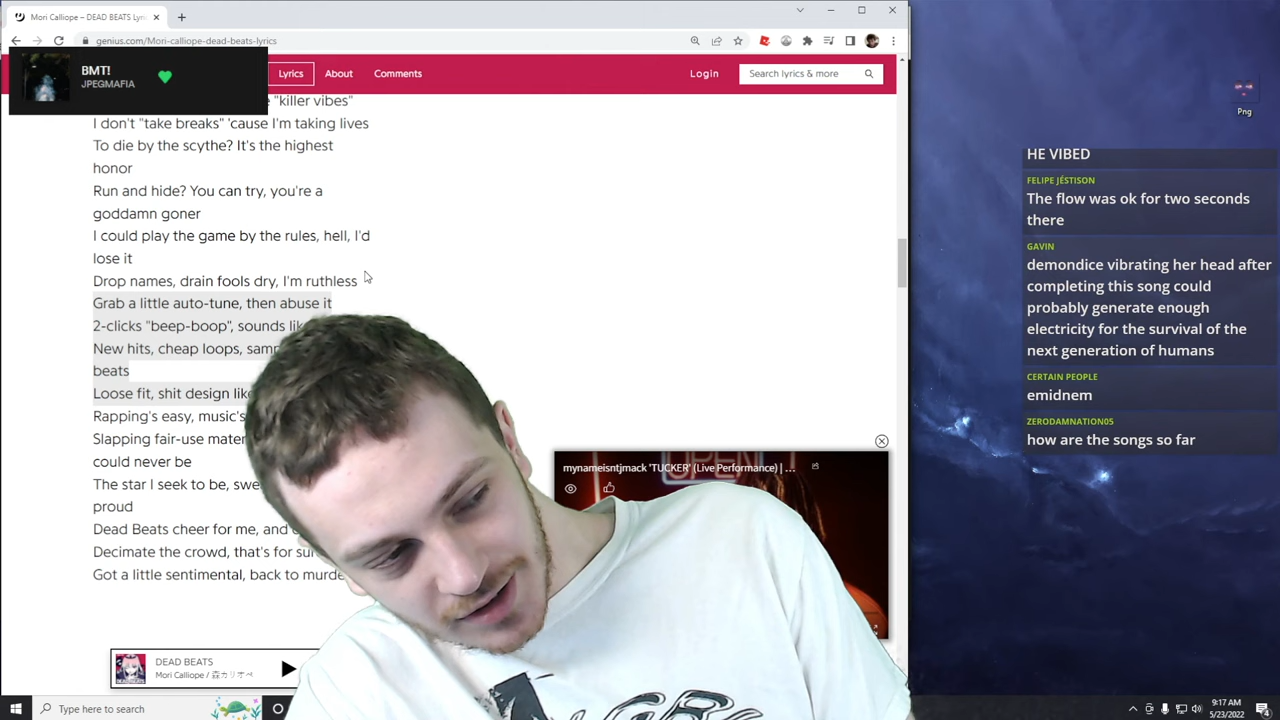 Mori Calliope – DEAD BEATS Lyri
genius.com/Mori-calliope-dead-beats-lyrics
BMT!
JPEGMAFIA
Lyrics
About
Comments
Login
Search lyrics & more
"killer vibes"
I don't "take breaks" 'cause I'm taking lives
To die by the scythe? It's the highest
honor
Run and hide? You can try, you're a
goddamn goner
I could play the game by the rules, hell, I'd
lose it
Drop names, drain fools dry, I'm ruthless
Grab a little auto-tune, then abuse it
2-clicks "beep-boop", sounds
New hits, cheap loops,
beats
Loose fit, shit design
Rapping's easy,
Slapping fair-use
could never be
The star I seek to be,
proud
Dead Beats cheer for me, and
Decimate the crowd, that's for
Got a little sentimental, back to
mynameisntjmack 'TUCKER' (Live Performance) | ...
OPEN
DEAD BEATS
Mori Calliope / 森カリオペ
Png
HE VIBED
FELIPE JÉSTISON
The flow was ok for two seconds
there
GAVIN
demondice vibrating her head after
completing this song could
probably generate enough
electricity for the survival of the
next generation of humans
CERTAIN PEOPLE
emidnem
ZERODAMNATION05
how are the songs so far
Type here to search
9:17 AM
5/23/2022